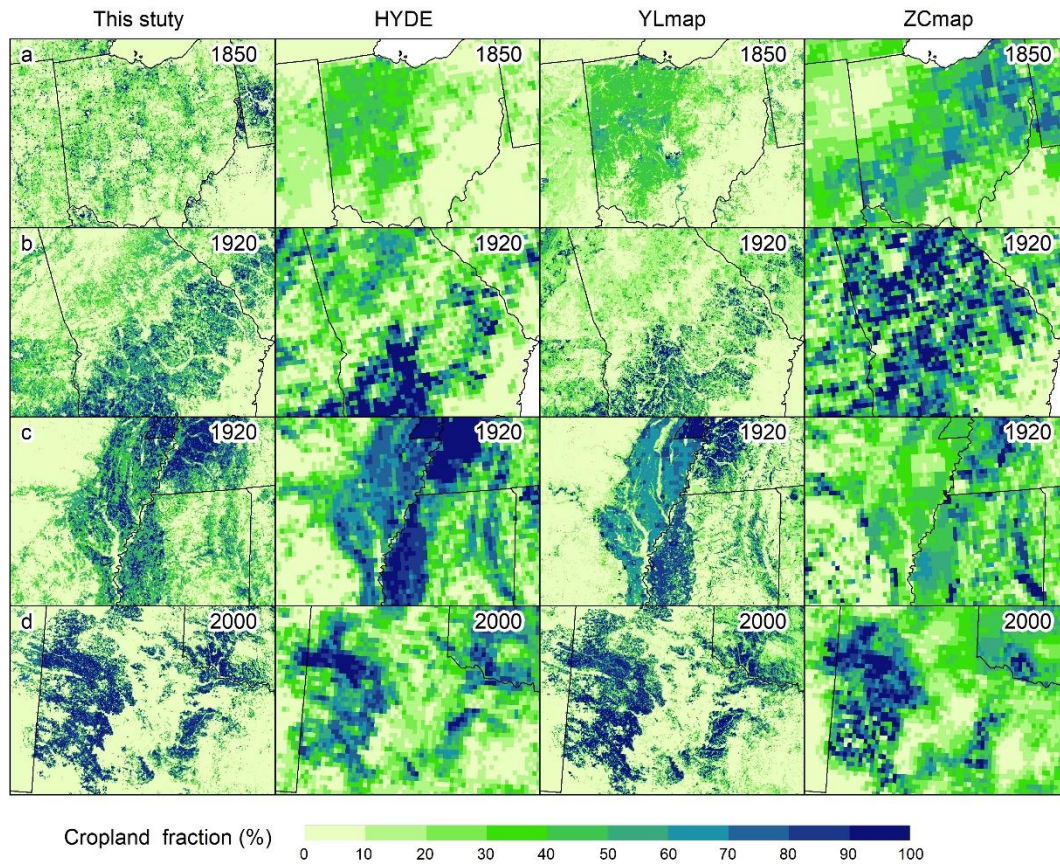 This stuty HYDE YLmap ZCmap
a 1850 1850 1850 1850
b 1920 1920 1920 1920
c 1920 1920 1920 1920
d 2000 2000 2000 2000
Cropland fraction (%)
0 10 20 30 40 50 60 70 80 90 100